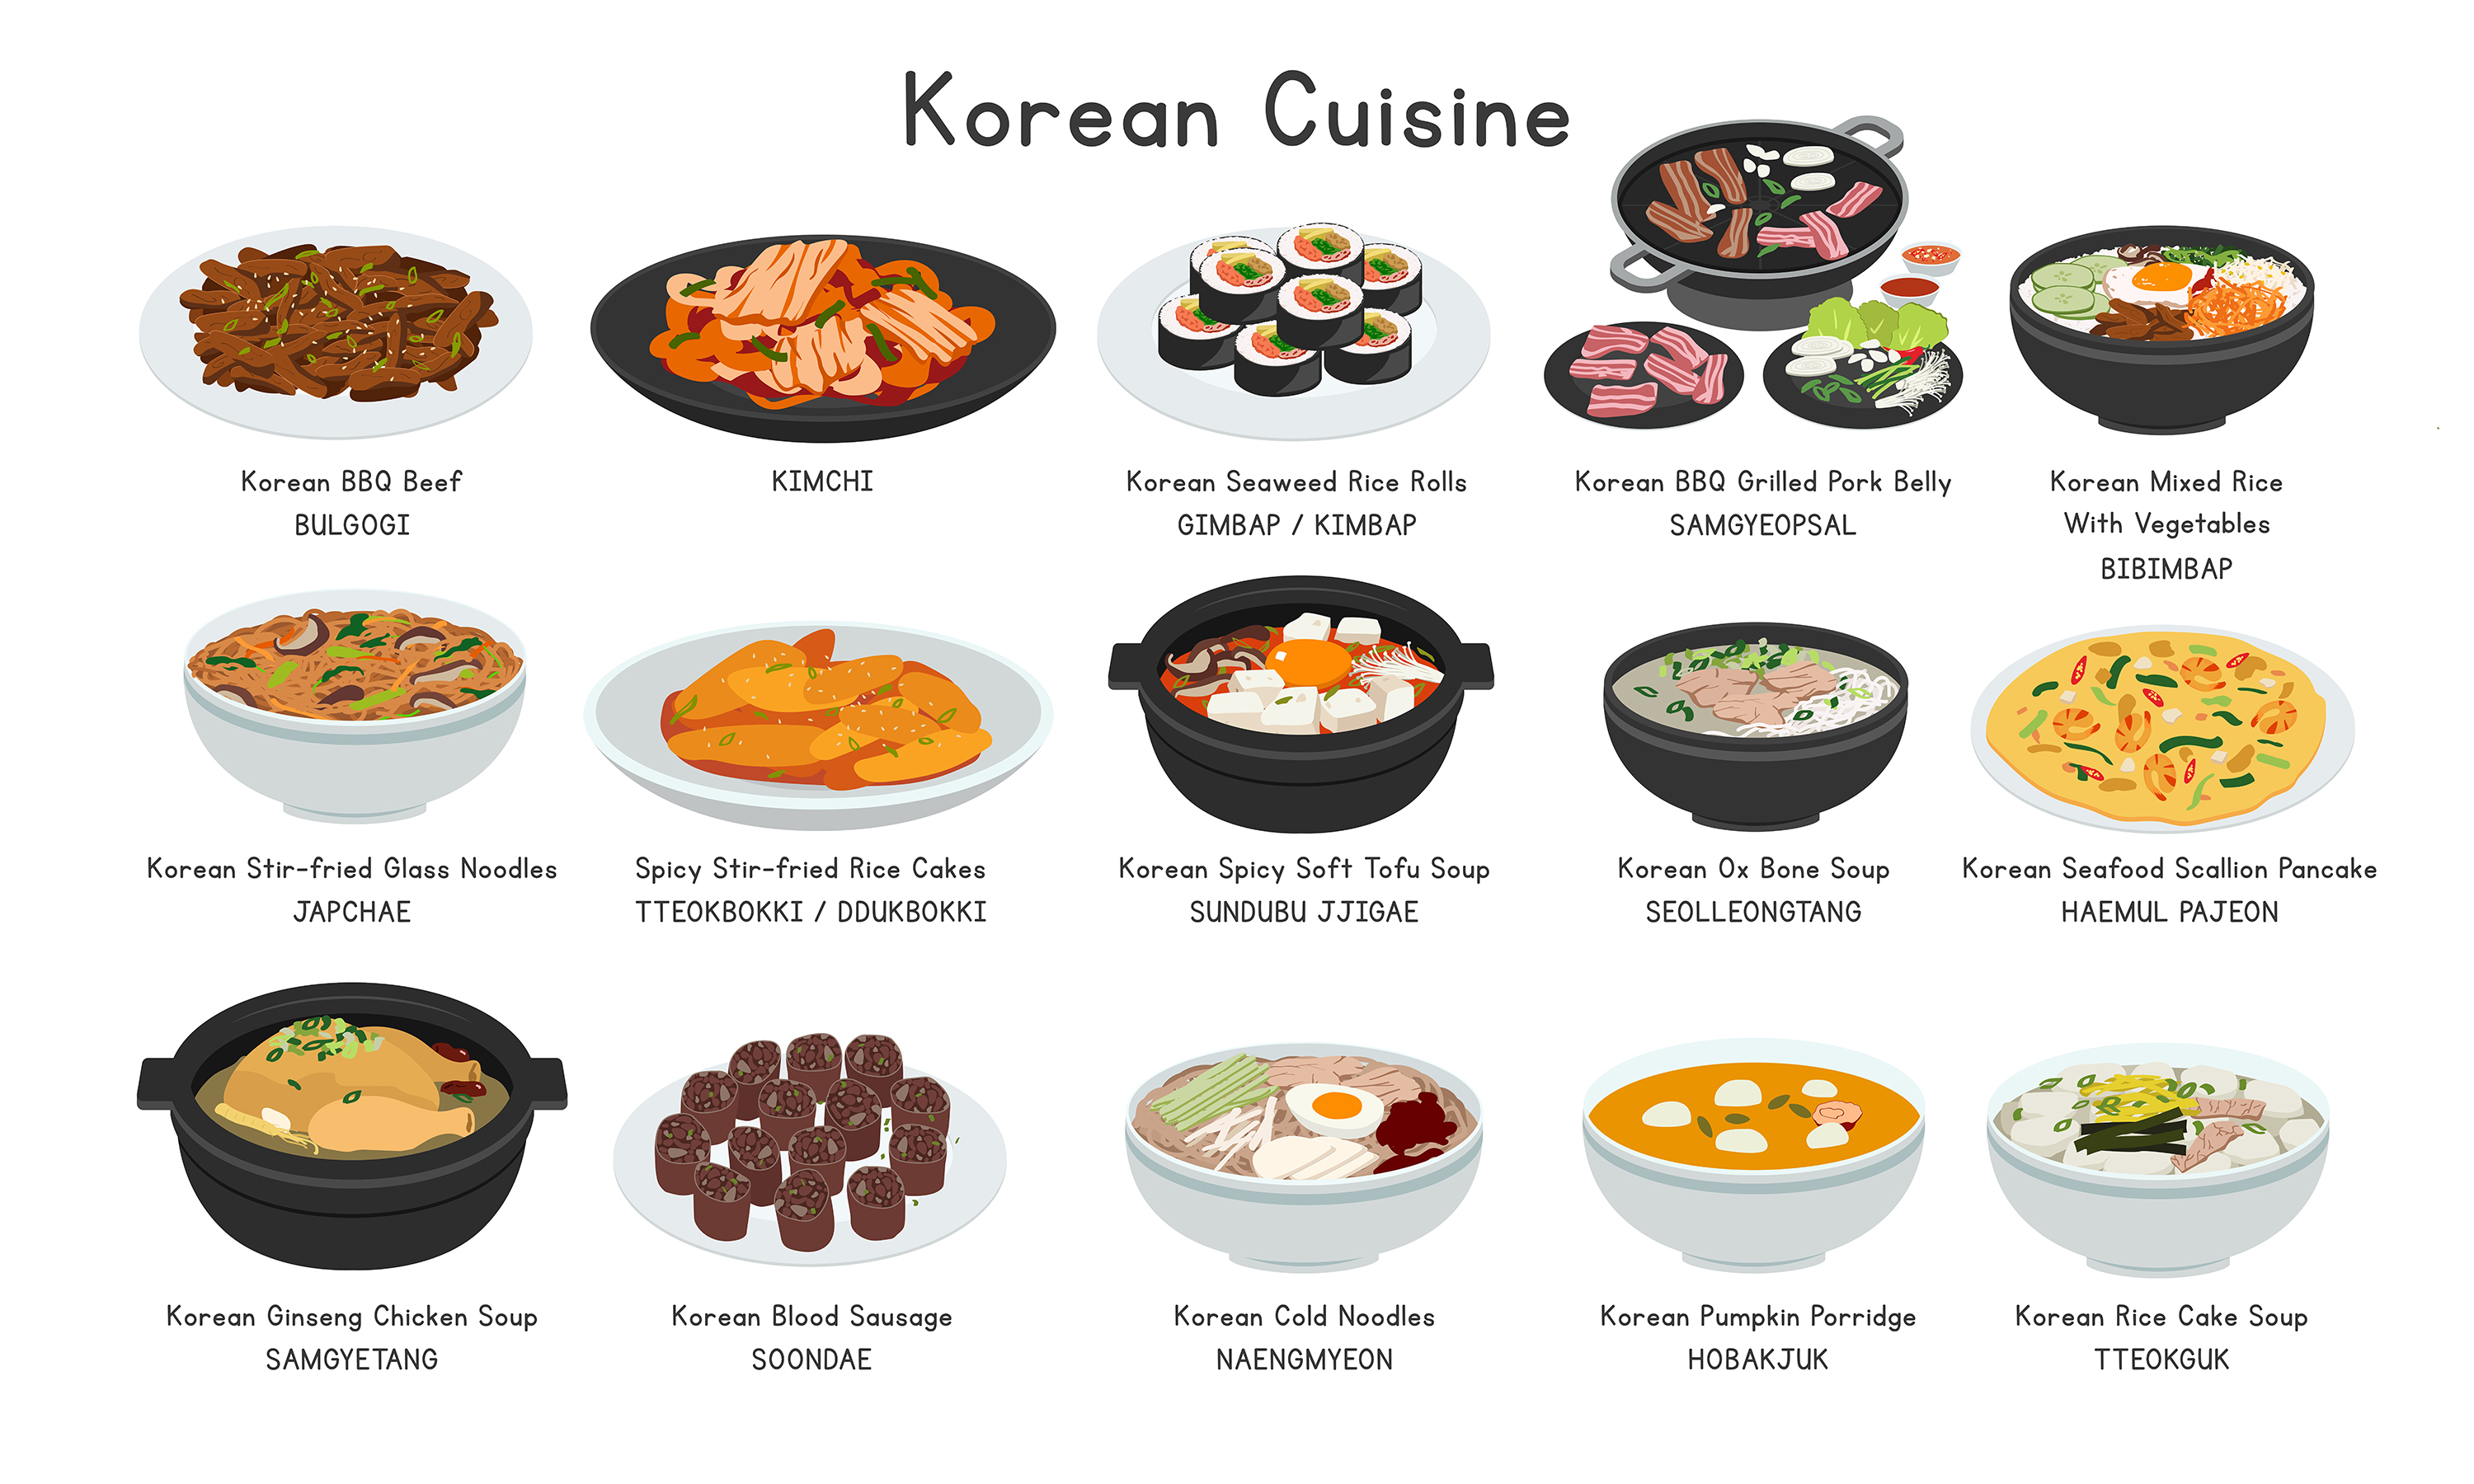 Korean Cuisine
Korean BBQ Beef
BULGOGI
KIMCHI
Korean Seaweed Rice Rolls
GIMBAP / KIMBAP
Korean BBQ Grilled Pork Belly
SAMGYEOPSAL
Korean Mixed Rice
With Vegetables
BIBIMBAP
Korean Stir-fried Glass Noodles
JAPCHAE
Spicy Stir-fried Rice Cakes
TTEOKBOKKI / DDUKBOKKI
Korean Spicy Soft Tofu Soup
SUNDUBU JJIGAE
Korean Ox Bone Soup
SEOLLEONGTANG
Korean Seafood Scallion Pancake
HAEMUL PAJEON
Korean Ginseng Chicken Soup
SAMGYETANG
Korean Blood Sausage
SOONDAE
Korean Cold Noodles
NAENGMYEON
Korean Pumpkin Porridge
HOBAKJUK
Korean Rice Cake Soup
TTEOKGUK